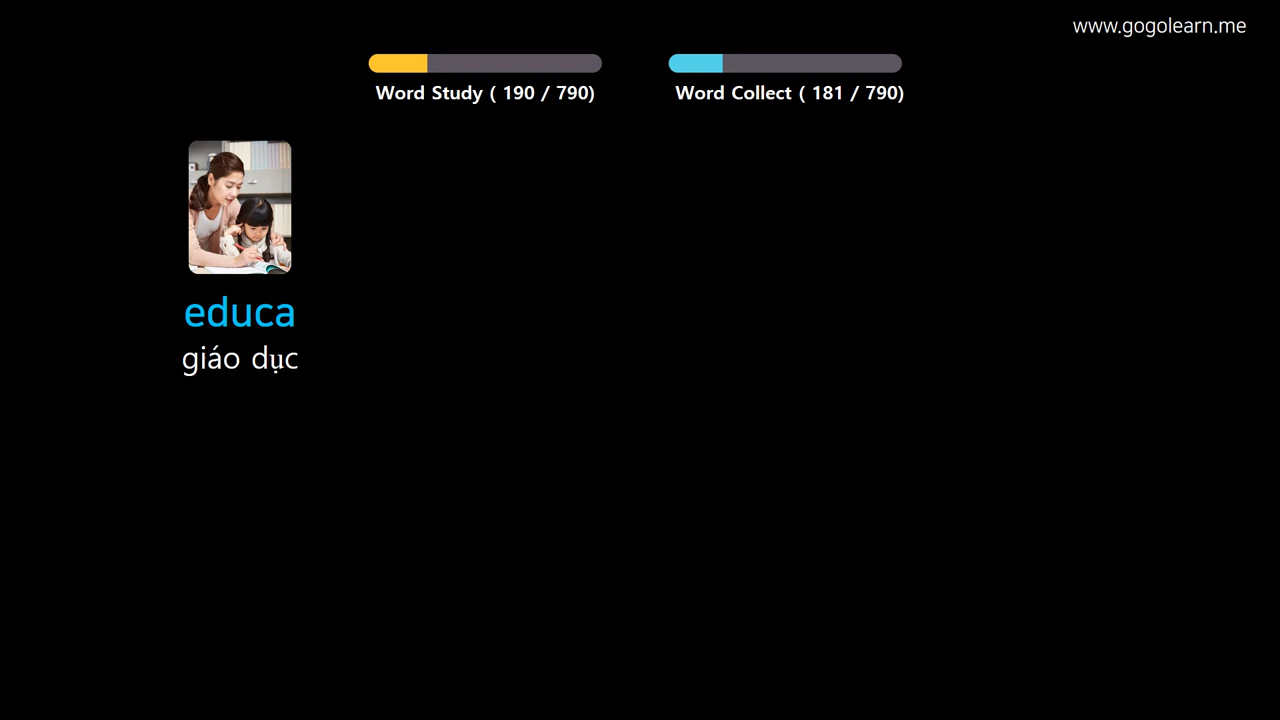 www.gogolearn.me
Word Study ( 190 / 790)
Word Collect ( 181 / 790)
educa
giáo dục